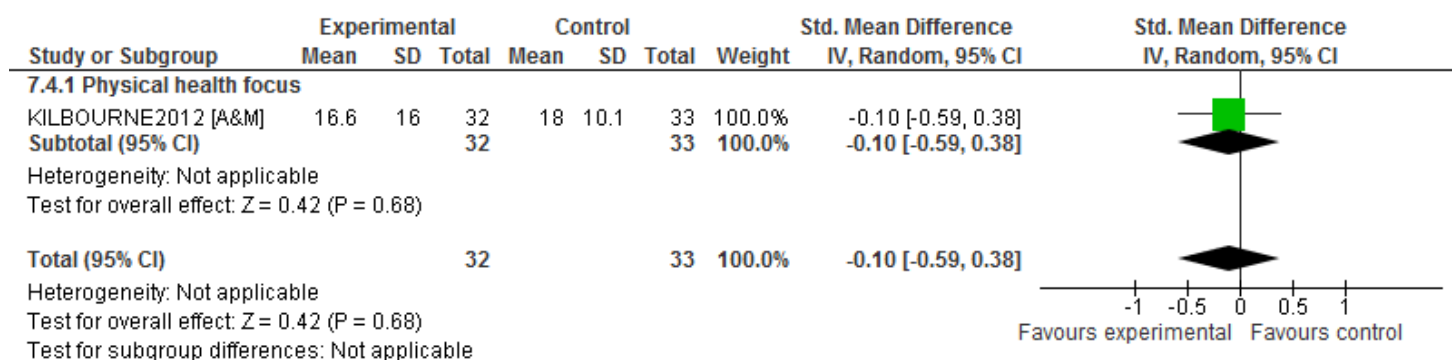 Experimental Control Std. Mean Difference Std. Mean Difference
Study or Subgroup Mean SD Total Mean SD Total Weight IV, Random, 95% CI IV, Random, 95% CI
7.4.1 Physical health focus
KILBOURNE2012 [A&M] 16.6 16 32 18 10.1 33 100.0% -0.10 [-0.59, 0.38]
Subtotal (95% CI) 32 33 100.0% -0.10 [-0.59, 0.38]
Heterogeneity: Not applicable
Test for overall effect: Z = 0.42 (P = 0.68)
Total (95% CI) 32 33 100.0% -0.10 [-0.59, 0.38]
Heterogeneity: Not applicable
Test for overall effect: Z = 0.42 (P = 0.68)
Test for subgroup differences: Not applicable
-1 -0.5 0 0.5 1
Favours experimental Favours control